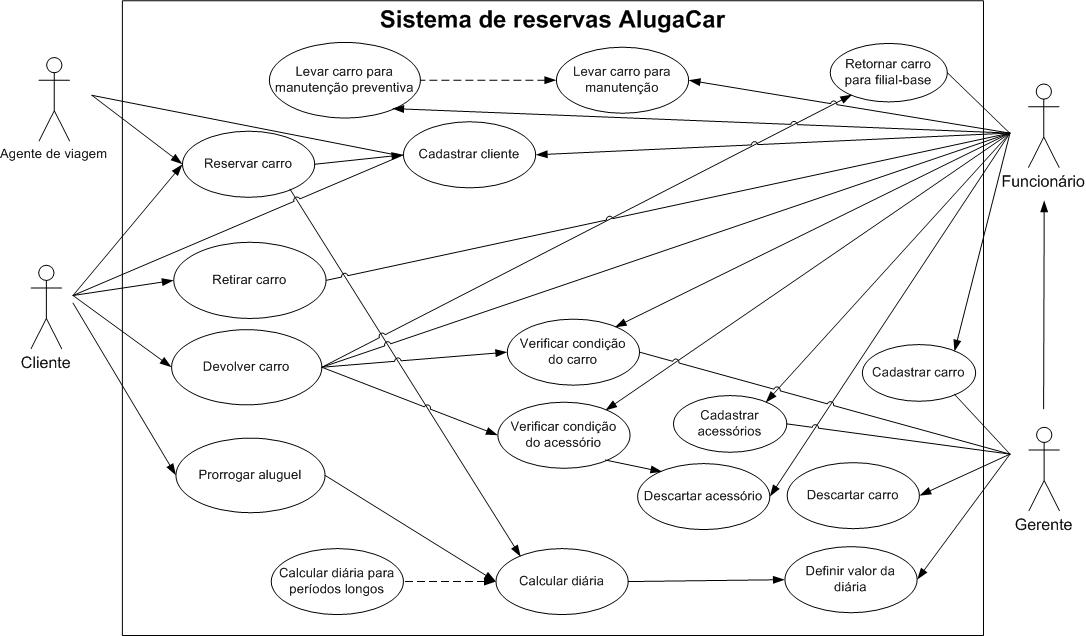 Sistema de reservas AlugaCar
Levar carro para
manutenção preventiva
Levar carro para
manutenção
Retornar carro
para filial-base
Agente de viagem
Reservar carro
Cadastrar cliente
Funcionário
Retirar carro
Cliente
Devolver carro
Verificar condição
do carro
Cadastrar carro
Cadastrar
acessórios
Verificar condição
do acessório
Prorrogar aluguel
Descartar acessório
Descartar carro
Gerente
Calcular diária para
períodos longos
Calcular diária
Definir valor da
diária